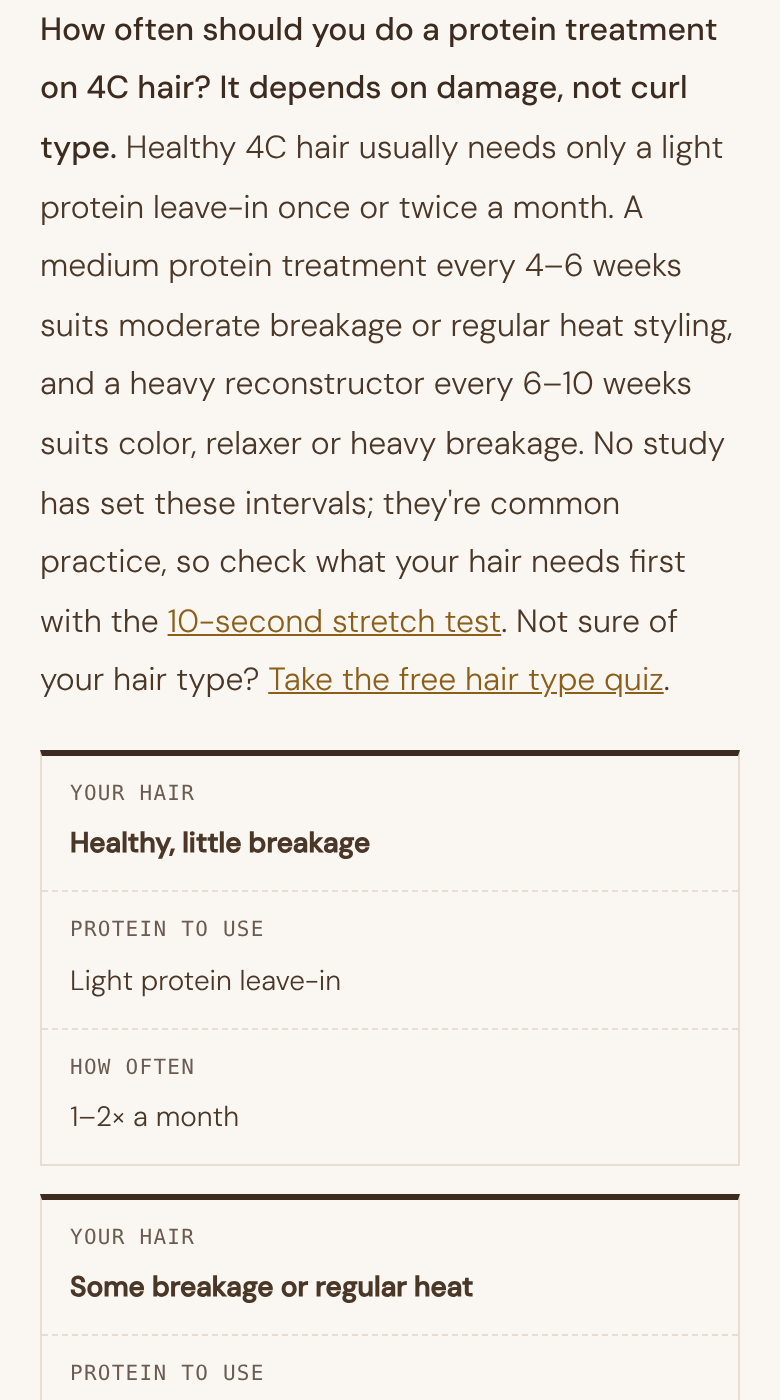 How often should you do a protein treatment
on 4C hair? It depends on damage, not curl
type. Healthy 4C hair usually needs only a light
protein leave-in once or twice a month. A
medium protein treatment every 4–6 weeks
suits moderate breakage or regular heat styling,
and a heavy reconstructor every 6–10 weeks
suits color, relaxer or heavy breakage. No study
has set these intervals; they're common
practice, so check what your hair needs first
with the 10-second stretch test. Not sure of
your hair type? Take the free hair type quiz.
YOUR HAIR
Healthy, little breakage
PROTEIN TO USE
Light protein leave-in
HOW OFTEN
1–2× a month
YOUR HAIR
Some breakage or regular heat
PROTEIN TO USE